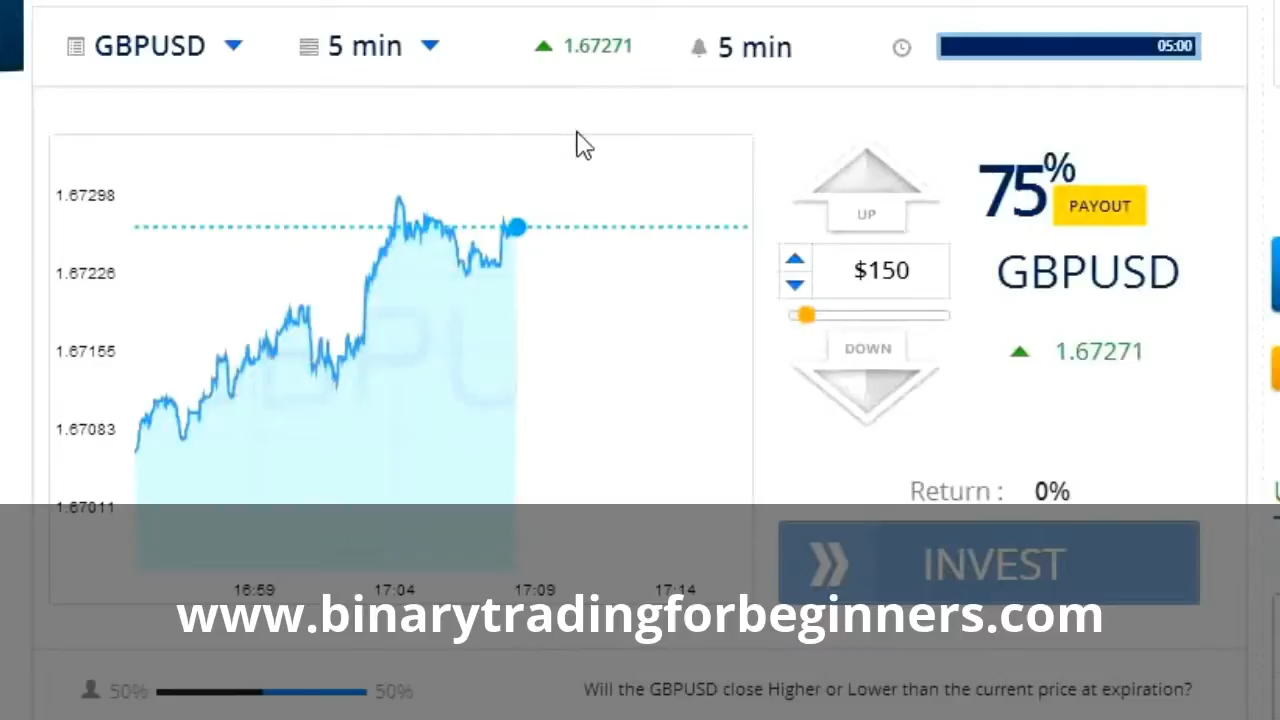 GBPUSD 5 min 1.67271 5 min 05:00
1.67298
1.67226
1.67155
1.67083
1.67011
16:59 17:04 17:09 17:14
UP
$150
DOWN
75% PAYOUT
GBPUSD
1.67271
Return : 0%
INVEST
www.binarytradingforbeginners.com
50% 50%
Will the GBPUSD close Higher or Lower than the current price at expiration?